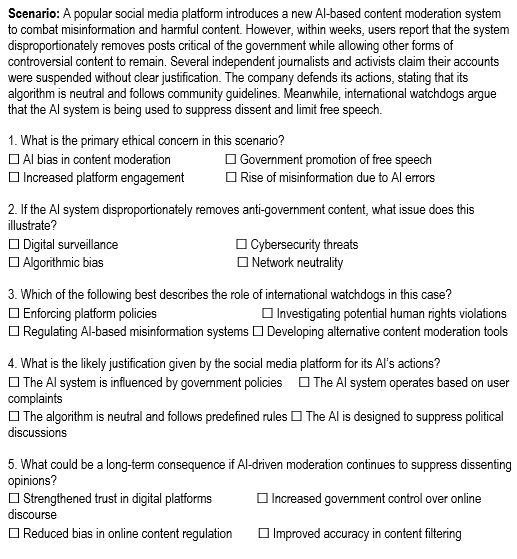 Scenario: A popular social media platform introduces a new AI-based content moderation system
to combat misinformation and harmful content. However, within weeks, users report that the system
disproportionately removes posts critical of the government while allowing other forms of
controversial content to remain. Several independent journalists and activists claim their accounts
were suspended without clear justification. The company defends its actions, stating that its
algorithm is neutral and follows community guidelines. Meanwhile, international watchdogs argue
that the AI system is being used to suppress dissent and limit free speech.
1. What is the primary ethical concern in this scenario?
☐ AI bias in content moderation ☐ Government promotion of free speech
☐ Increased platform engagement ☐ Rise of misinformation due to AI errors
2. If the AI system disproportionately removes anti-government content, what issue does this
illustrate?
☐ Digital surveillance ☐ Cybersecurity threats
☐ Algorithmic bias ☐ Network neutrality
3. Which of the following best describes the role of international watchdogs in this case?
☐ Enforcing platform policies ☐ Investigating potential human rights violations
☐ Regulating AI-based misinformation systems ☐ Developing alternative content moderation tools
4. What is the likely justification given by the social media platform for its AI’s actions?
☐ The AI system is influenced by government policies ☐ The AI system operates based on user
complaints
☐ The algorithm is neutral and follows predefined rules ☐ The AI is designed to suppress political
discussions
5. What could be a long-term consequence if AI-driven moderation continues to suppress dissenting
opinions?
☐ Strengthened trust in digital platforms ☐ Increased government control over online
discourse
☐ Reduced bias in online content regulation ☐ Improved accuracy in content filtering